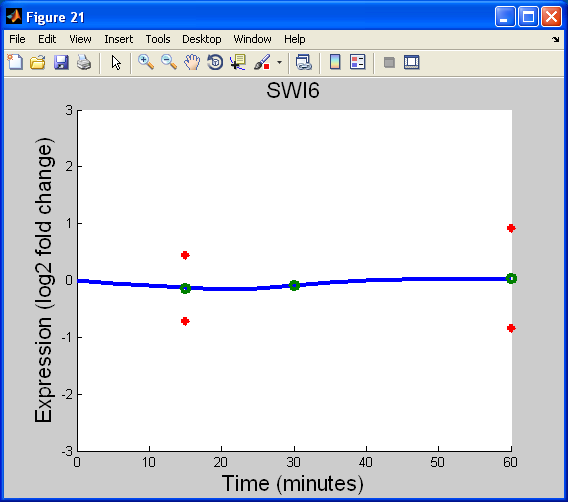 Figure 21
File Edit View Insert Tools Desktop Window Help
SWI6
Expression (log2 fold change)
3
2
1
0
-1
-2
-3
0 10 20 30 40 50 60
Time (minutes)